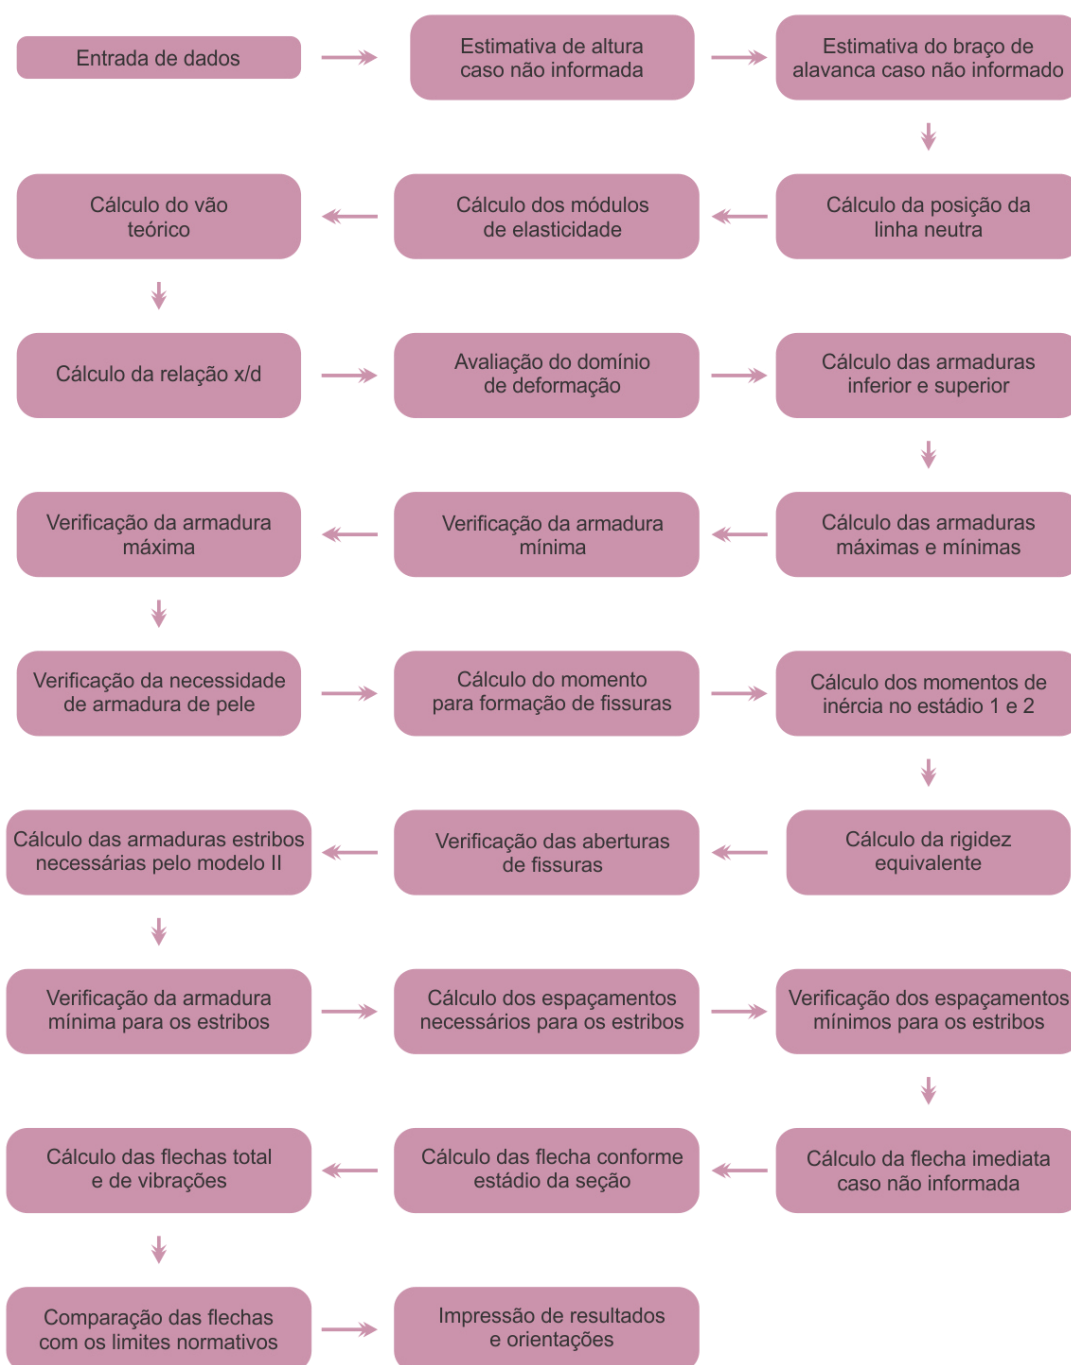 Entrada de dados
Estimativa de altura
caso não informada
Estimativa do braço de
alavanca caso não informado
Cálculo da posição da
linha neutra
Cálculo dos módulos
de elasticidade
Cálculo do vão
teórico
Cálculo da relação x/d
Avaliação do domínio
de deformação
Cálculo das armaduras
inferior e superior
Cálculo das armaduras
máximas e mínimas
Verificação da armadura
mínima
Verificação da armadura
máxima
Verificação da necessidade
de armadura de pele
Cálculo do momento
para formação de fissuras
Cálculo dos momentos de
inércia no estádio 1 e 2
Cálculo da rigidez
equivalente
Verificação das aberturas
de fissuras
Cálculo das armaduras estribos
necessárias pelo modelo II
Verificação da armadura
mínima para os estribos
Cálculo dos espaçamentos
necessários para os estribos
Verificação dos espaçamentos
mínimos para os estribos
Cálculo da flecha imediata
caso não informada
Cálculo das flecha conforme
estádio da seção
Cálculo das flechas total
e de vibrações
Comparação das flechas
com os limites normativos
Impressão de resultados
e orientações